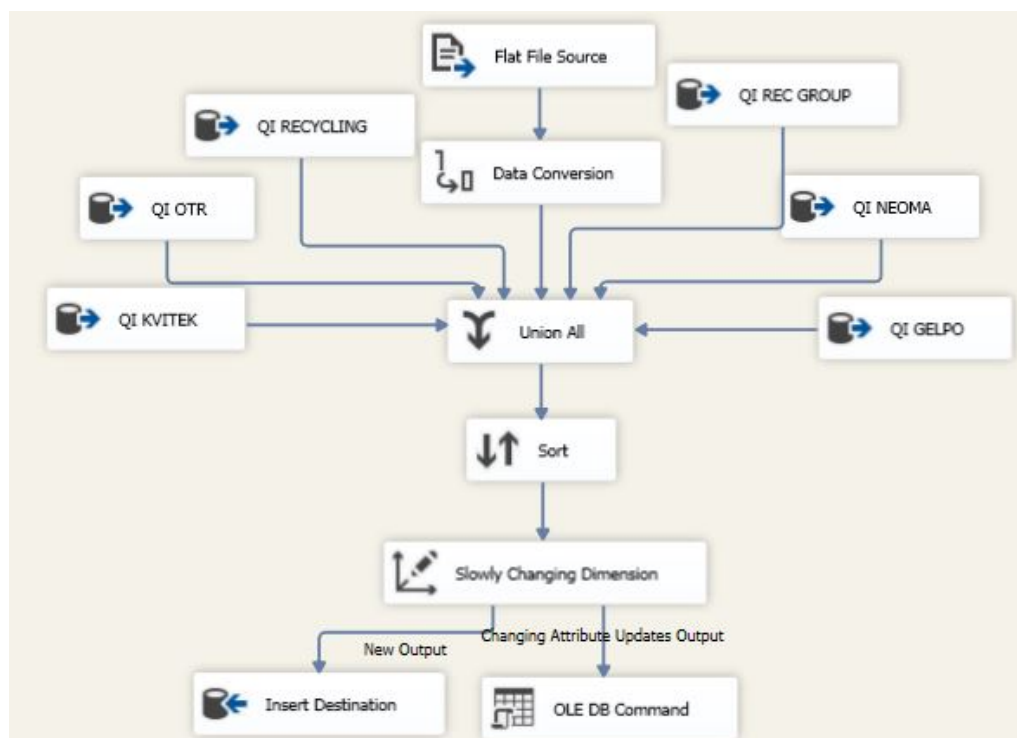 Flat File Source
QI REC GROUP
QI RECYCLING
Data Conversion
QI OTR
QI NEOMA
QI KVITEK
Union All
QI GELPO
Sort
Slowly Changing Dimension
Changing Attribute Updates Output
New Output
Insert Destination
OLE DB Command